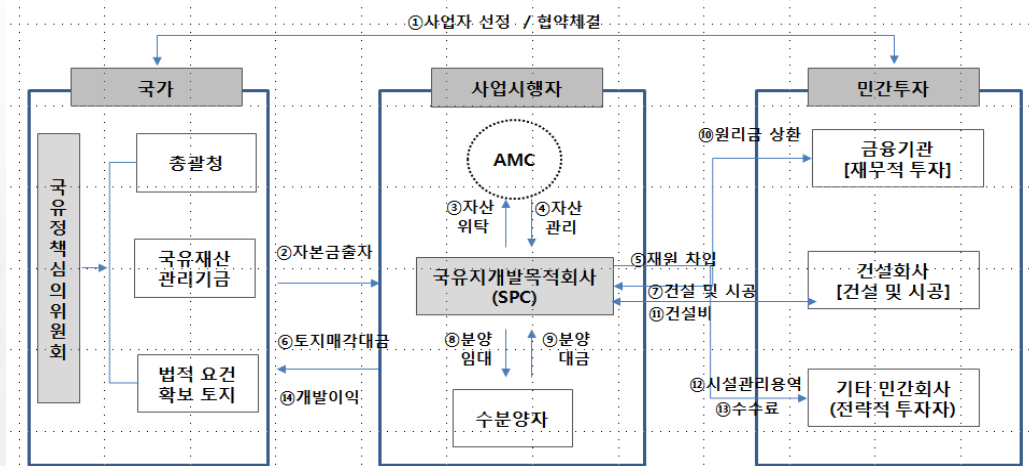 ①사업자 선정 / 협약체결
국가
사업시행자
민간투자
국유정책심의위원회
총괄청
국유재산
관리기금
법적 요건
확보 토지
②자본금출자
⑥토지매각대금
⑭개발이익
AMC
③자산
위탁
④자산
관리
국유지개발목적회사
(SPC)
⑧분양
임대
⑨분양
대금
수분양자
⑩원리금 상환
⑤재원 차입
⑦건설 및 시공
⑪건설비
⑫시설관리용역
⑬수수료
금융기관
[재무적 투자]
건설회사
[건설 및 시공]
기타 민간회사
(전략적 투자자)